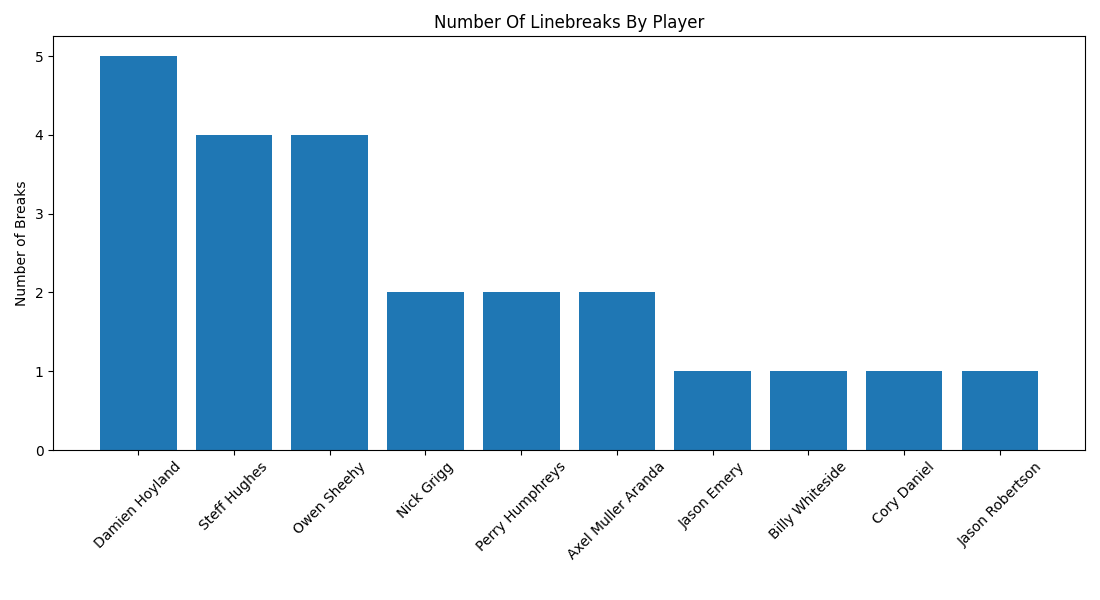 Number Of Linebreaks By Player
Number of Breaks
5
4
3
2
1
0
Damien Hoyland
Steff Hughes
Owen Sheehy
Nick Grigg
Perry Humphreys
Axel Muller Aranda
Jason Emery
Billy Whiteside
Cory Daniel
Jason Robertson